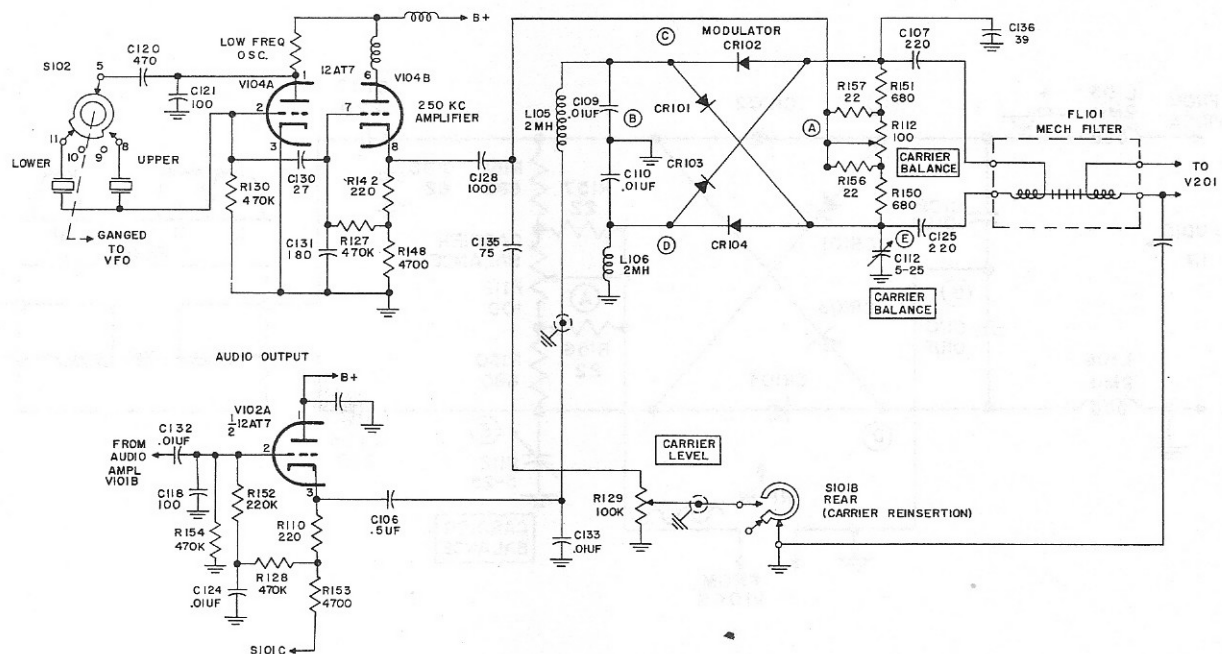 S102
5
C120
470
C121
100
LOW FREQ
OSC.
V104A
1
12AT7
2
3
11
10
9
8
LOWER
UPPER
GANGED
TO
VFO
R130
470K
C130
27
C131
180
R127
470K
R142
220
R148
4700
6
V104B
7
8
250 KC
AMPLIFIER
B+
C128
1000
C135
75
L105
2MH
L106
2MH
C109
.01UF
B
C110
.01UF
C
MODULATOR
CR102
CR101
CR103
D
CR104
R157
22
A
R156
22
C107
220
R151
680
R112
100
CARRIER
BALANCE
R150
680
E
C112
5-25
CARRIER
BALANCE
C125
220
C136
39
FL101
MECH FILTER
TO
V201
AUDIO OUTPUT
B+
V102A
1/2 12AT7
1
2
3
C132
.01UF
FROM
AUDIO
AMPL
V101B
C118
100
R154
470K
R152
220K
C124
.01UF
R128
470K
R110
220
R153
4700
S101C
C106
.5UF
C133
.01UF
CARRIER
LEVEL
R129
100K
S101B
REAR
(CARRIER REINSERTION)